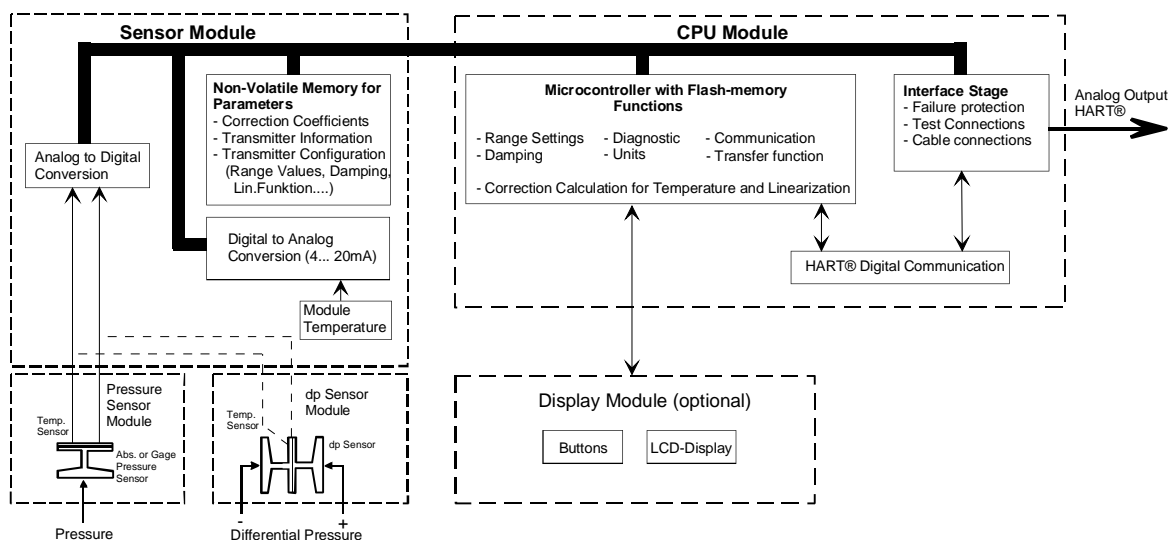 Sensor Module
CPU Module
Non-Volatile Memory for
Parameters
- Correction Coefficients
- Transmitter Information
- Transmitter Configuration
(Range Values, Damping,
Lin.Funktion....)
Analog to Digital
Conversion
Digital to Analog
Conversion (4... 20mA)
Module
Temperature
Microcontroller with Flash-memory
Functions
- Range Settings
- Diagnostic
- Communication
- Damping
- Units
- Transfer function
- Correction Calculation for Temperature and Linearization
Interface Stage
- Failure protection
- Test Connections
- Cable connections
Analog Output
HART®
HART® Digital Communication
Pressure
Sensor
Module
Temp.
Sensor
Abs. or Gage
Pressure
Sensor
Pressure
dp Sensor
Module
Temp.
Sensor
dp Sensor
- +
Differential Pressure
Display Module (optional)
Buttons
LCD-Display